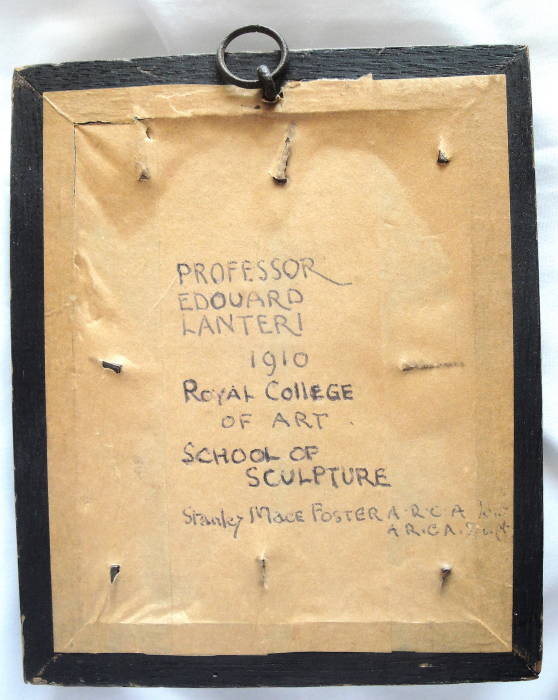 PROFESSOR
EDOUARD
LANTERI
1910
ROYAL COLLEGE
OF ART.
SCHOOL OF
SCULPTURE
Stanley Mace FOSTER A.R.C.A
A.R.C.A.